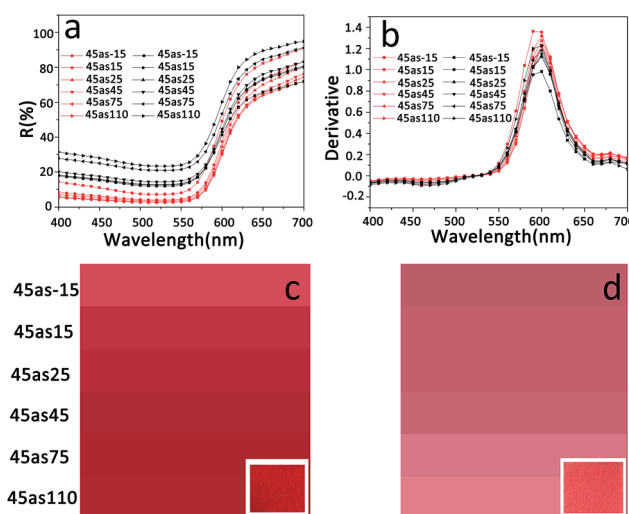 a
100
80
60
40
20
0
R(%)
45as-15 45as-15
45as15 45as15
45as25 45as25
45as45 45as45
45as75 45as75
45as110 45as110
400 450 500 550 600 650 700
Wavelength(nm)
b
1.4
1.2
1.0
0.8
0.6
0.4
0.2
0.0
-0.2
Derivative
45as-15 45as-15
45as15 45as15
45as25 45as25
45as45 45as45
45as75 45as75
45as110 45as110
400 450 500 550 600 650 700
Wavelength(nm)
c
45as-15
45as15
45as25
45as45
45as75
45as110
d